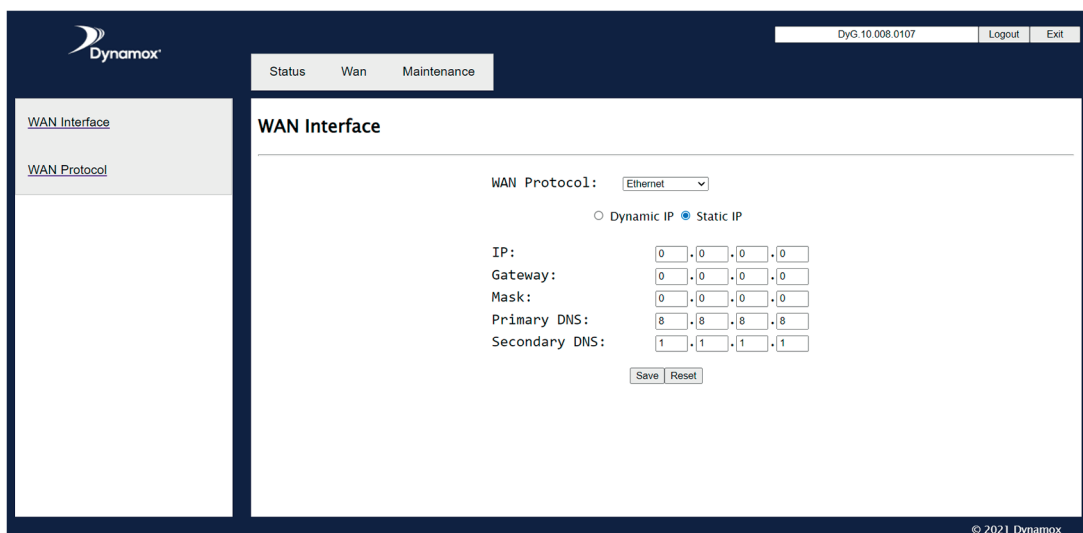 Dynamox
DyG.10.008.0107 Logout Exit
Status Wan Maintenance
WAN Interface
WAN Protocol
WAN Interface
WAN Protocol: Ethernet
Dynamic IP Static IP
IP: 0 . 0 . 0 . 0
Gateway: 0 . 0 . 0 . 0
Mask: 0 . 0 . 0 . 0
Primary DNS: 8 . 8 . 8 . 8
Secondary DNS: 1 . 1 . 1 . 1
Save Reset
© 2021 Dynamox